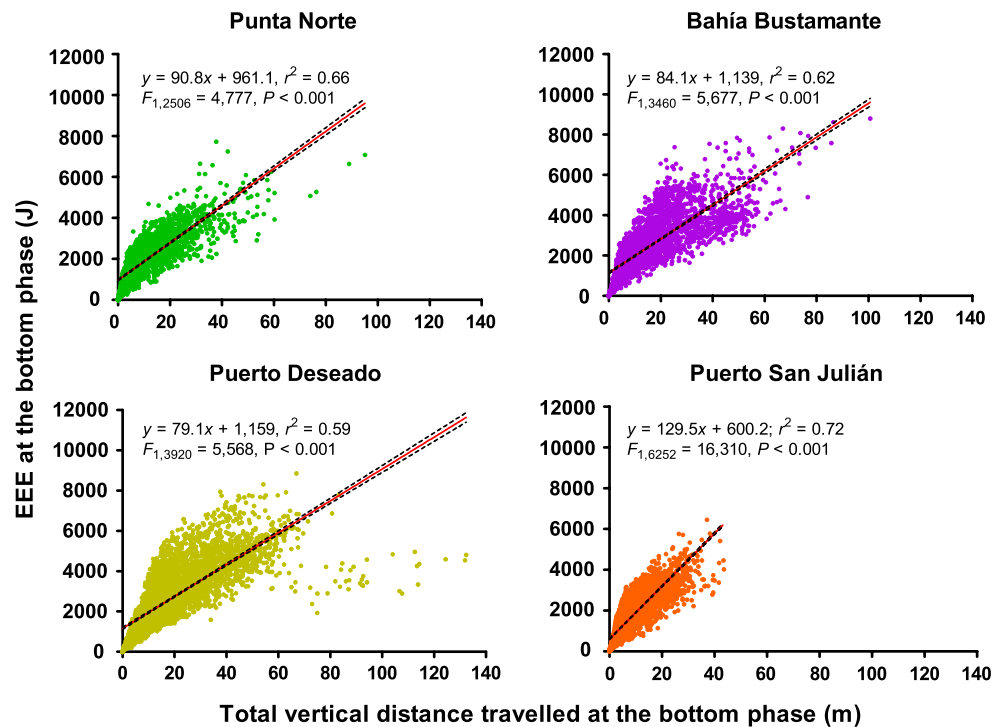 Punta Norte
12000
10000
8000
6000
4000
2000
0
y = 90.8x + 961.1, r² = 0.66
F1,2506 = 4,777, P < 0.001
0 20 40 60 80 100 120 140
Bahía Bustamante
12000
10000
8000
6000
4000
2000
0
y = 84.1x + 1,139, r² = 0.62
F1,3460 = 5,677, P < 0.001
0 20 40 60 80 100 120 140
Puerto Deseado
12000
10000
8000
6000
4000
2000
0
y = 79.1x + 1,159, r² = 0.59
F1,3920 = 5,568, P < 0.001
0 20 40 60 80 100 120 140
Puerto San Julián
12000
10000
8000
6000
4000
2000
0
y = 129.5x + 600.2; r² = 0.72
F1,6252 = 16,310, P < 0.001
0 20 40 60 80 100 120 140
EEE at the bottom phase (J)
Total vertical distance travelled at the bottom phase (m)